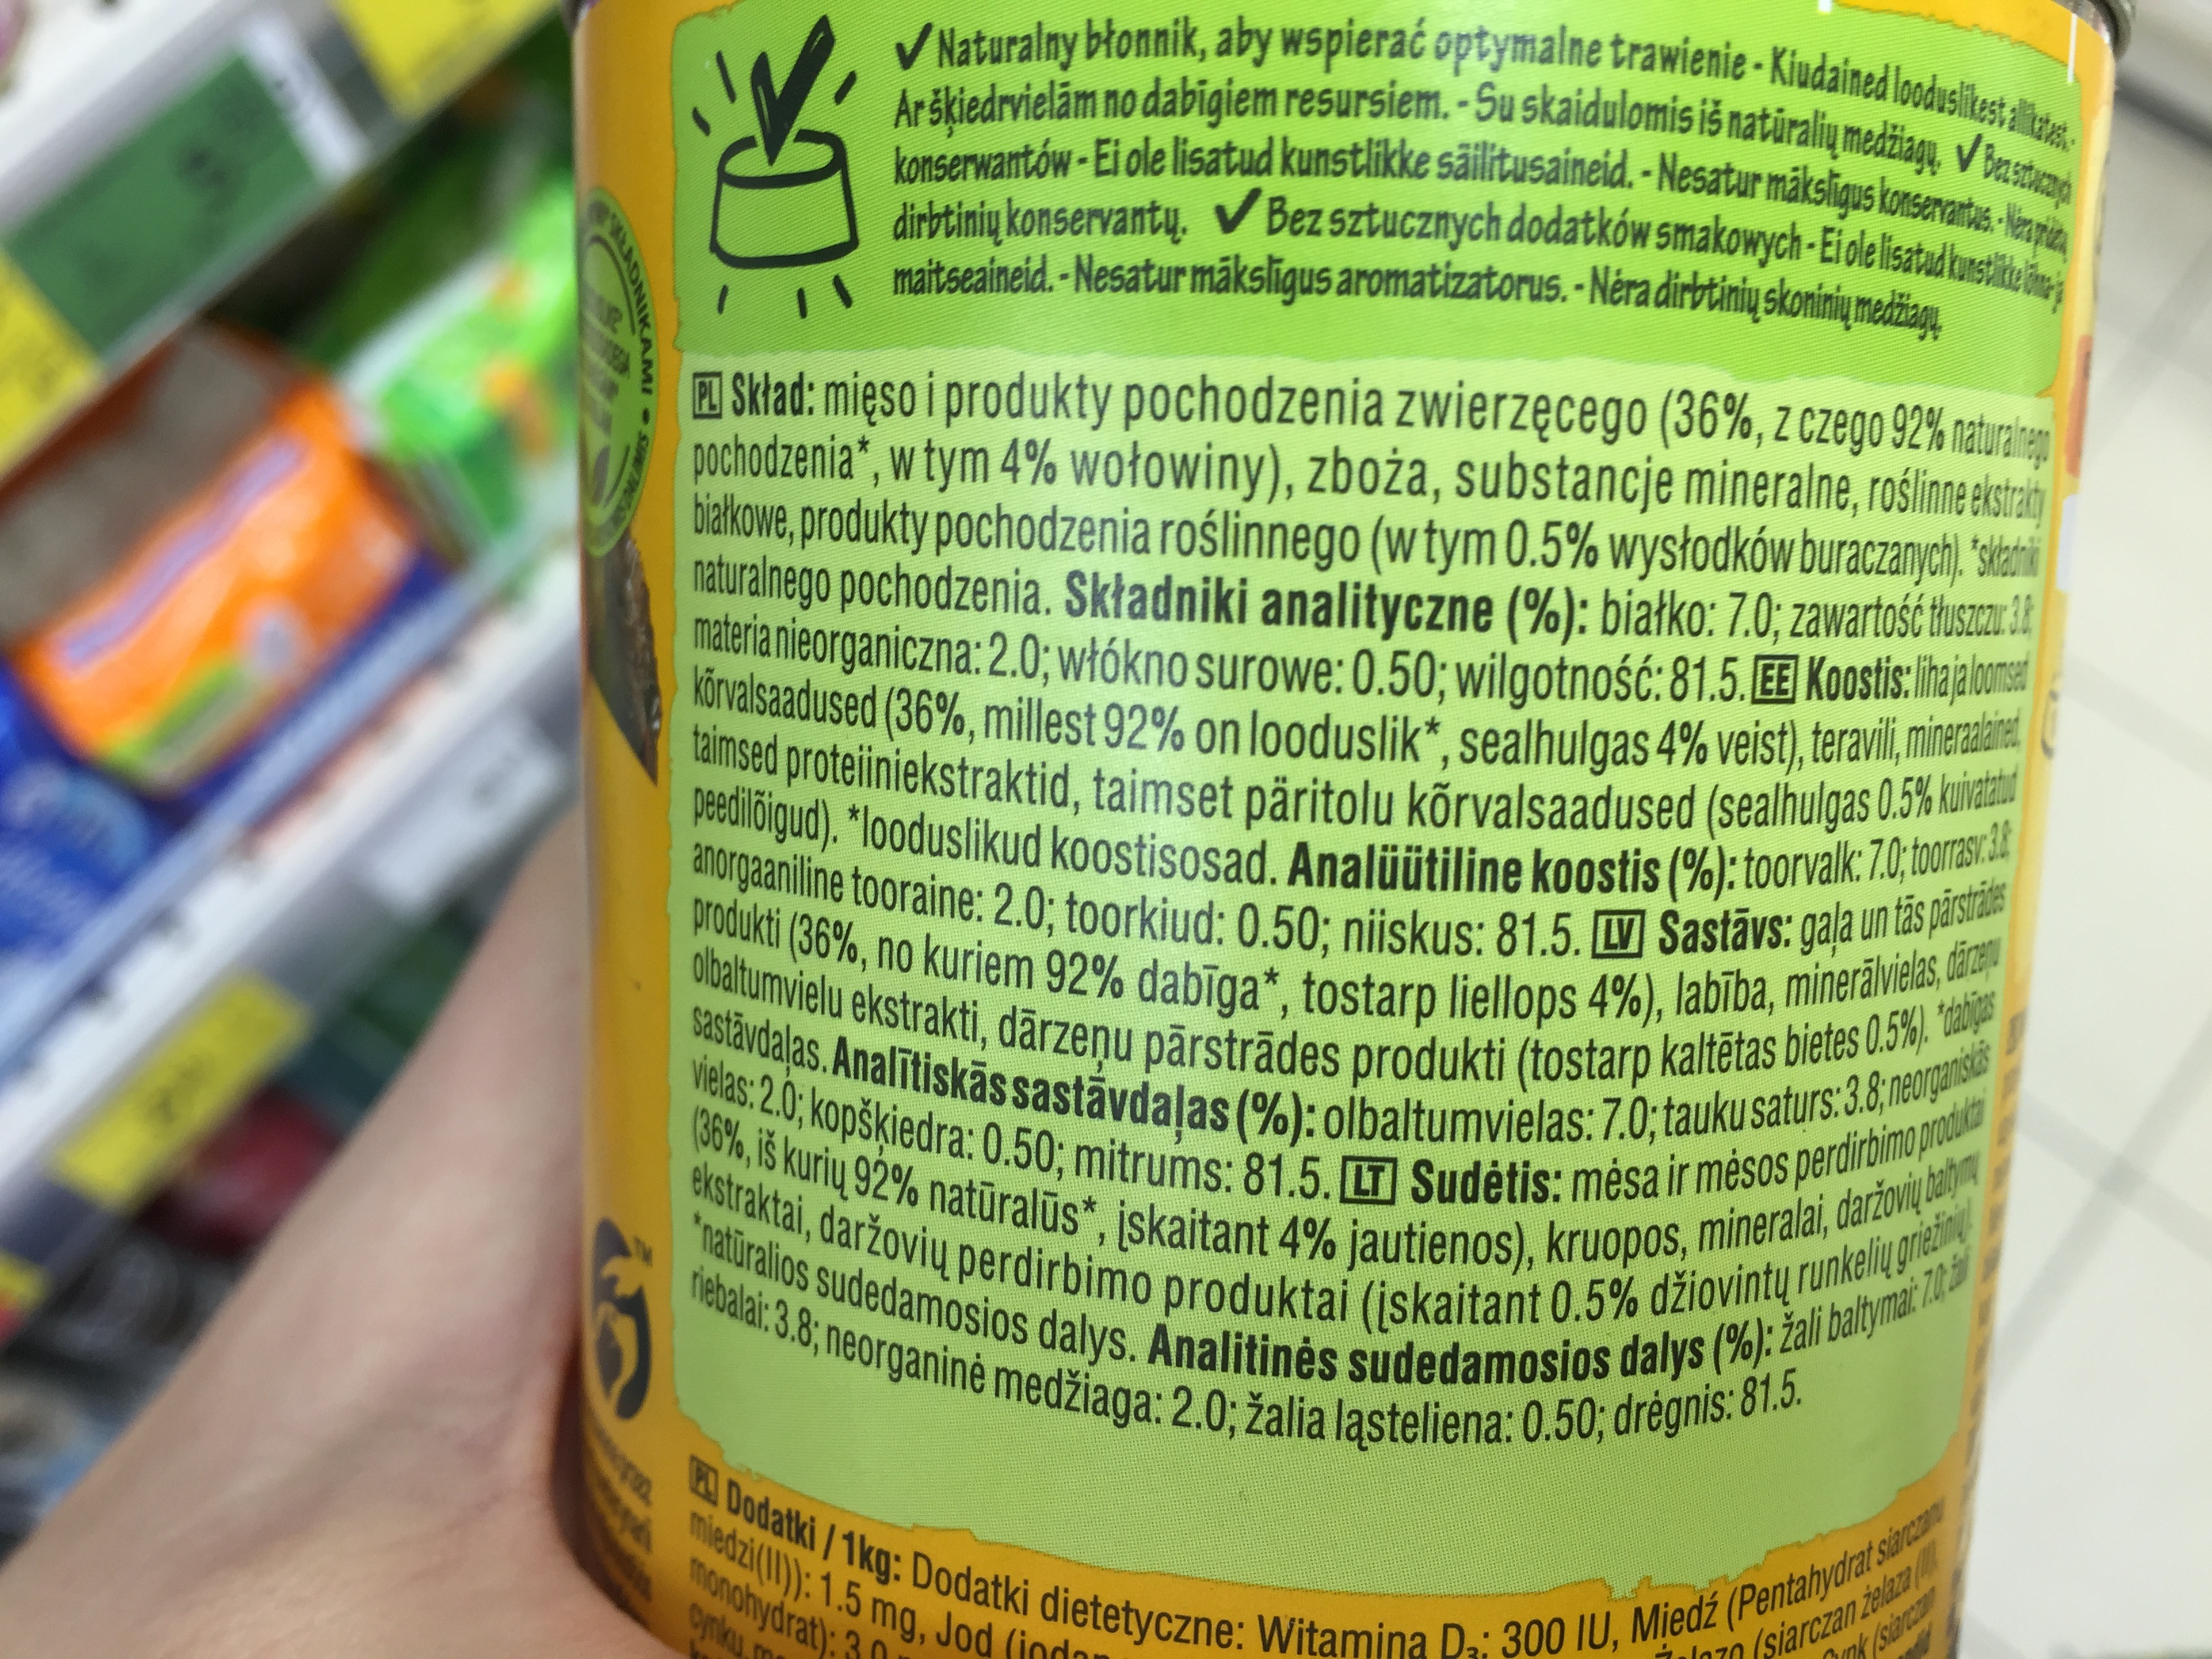 ✓ Naturalny błonnik, aby wspierać optymalne trawienie - Kiudained looduslikest allikatest. -
Ar šķiedrvielām no dabīgiem resursiem. - Su skaidulomis iš natūralių medžiagų. ✓ Bez sztucznych
konserwantów - Ei ole lisatud kunstlikke säilitusaineid. - Nesatur mākslīgus konservantus. Nėra pridėtų
dirbtinių konservantų. ✓ Bez sztucznych dodatków smakowych - Ei ole lisatud kunstlikke
maitseaineid. - Nesatur mākslīgus aromatizatorus. - Nėra dirbtinių skoninių medžiagų.
PL Skład: mięso i produkty pochodzenia zwierzęcego (36%, z czego 92% naturalnego
pochodzenia*, w tym 4% wołowiny), zboża, substancje mineralne, roślinne ekstrakty
białkowe, produkty pochodzenia roślinnego (w tym 0.5% wysłodków buraczanych). *składniki
naturalnego pochodzenia. Składniki analityczne (%): białko: 7.0; zawartość tłuszczu: 3.8;
materia nieorganiczna: 2.0; włókno surowe: 0.50; wilgotność: 81.5. EE Koostis: liha ja loomsed
kõrvalsaadused (36%, millest 92% on looduslik*, sealhulgas 4% veist), teravili, mineraalained,
taimsed proteiiniekstraktid, taimset päritolu kõrvalsaadused (sealhulgas 0.5% kuivatatud
peedilõigud). *looduslikud koostisosad. Analüütiline koostis (%): toorvalk: 7.0; toorrasv: 3.8;
anorgaaniline tooraine: 2.0; toorkiud: 0.50; niiskus: 81.5. LV Sastāvs: gaļa un tās pārstrādes
produkti (36%, no kuriem 92% dabīga*, tostarp liellops 4%), labība, minerālvielas, dārzeņu
olbaltumvielu ekstrakti, dārzeņu pārstrādes produkti (tostarp kaltētas bietes 0.5%). *dabīgas
sastāvdaļas. Analītiskās sastāvdaļas (%): olbaltumvielas: 7.0; tauku saturs: 3.8; neorganiskās
vielas: 2.0; kopšķiedra: 0.50; mitrums: 81.5. LT Sudėtis: mėsa ir mėsos perdirbimo produktai
(36%, iš kurių 92% natūralūs*, įskaitant 4% jautienos), kruopos, mineralai, daržovių baltymų
ekstraktai, daržovių perdirbimo produktai (įskaitant 0.5% džiovintų runkelių griežinių).
*natūralios sudedamosios dalys. Analitinės sudedamosios dalys (%): žali baltymai: 7.0; žali
riebalai: 3.8; neorganinė medžiaga: 2.0; žalia ląsteliena: 0.50; drėgnis: 81.5.
PL Dodatki / 1kg: Dodatki dietetyczne: Witamina D₃: 300 IU, Miedź (Pentahydrat siarczanu
miedzi(II)): 1.5 mg, Jod
monohydrat): Żelazo (siarczan żelaza (II),
SKŁADNIKAMI